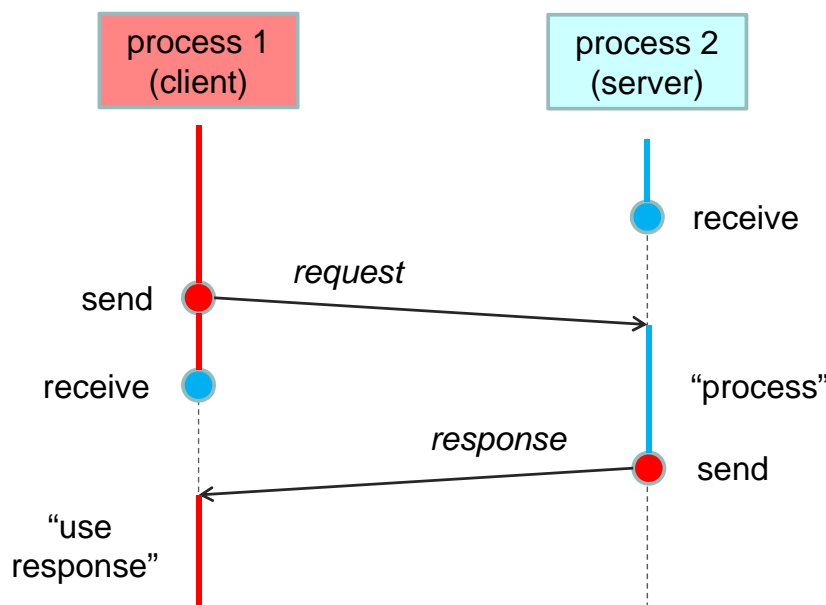 process 1
(client)
process 2
(server)
receive
request
send
receive
“process”
response
send
“use
response”